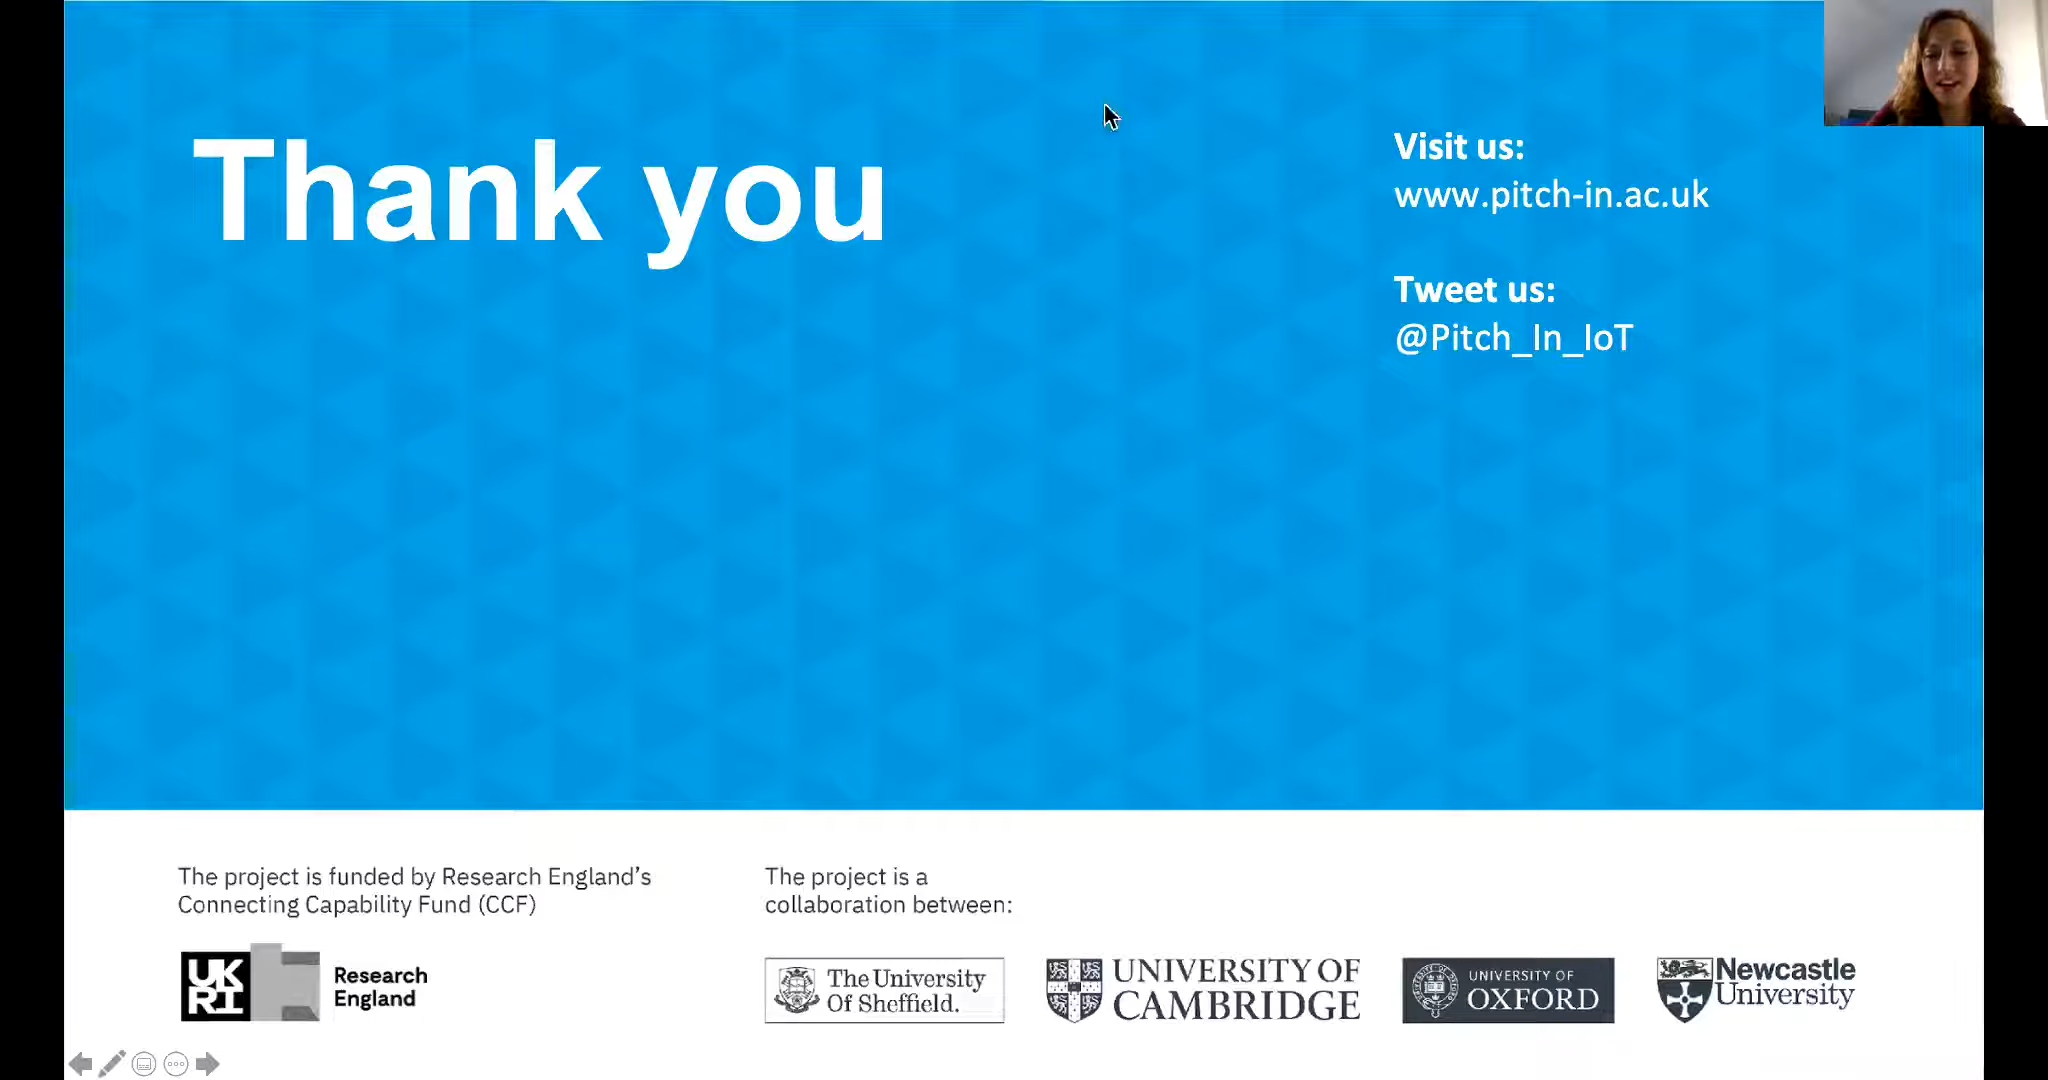 Thank you
Visit us:
www.pitch-in.ac.uk
Tweet us:
@Pitch_In_IoT
The project is funded by Research England’s
Connecting Capability Fund (CCF)
UK
RI
Research
England
The project is a
collaboration between:
The University
Of Sheffield.
UNIVERSITY OF
CAMBRIDGE
UNIVERSITY OF
OXFORD
Newcastle
University